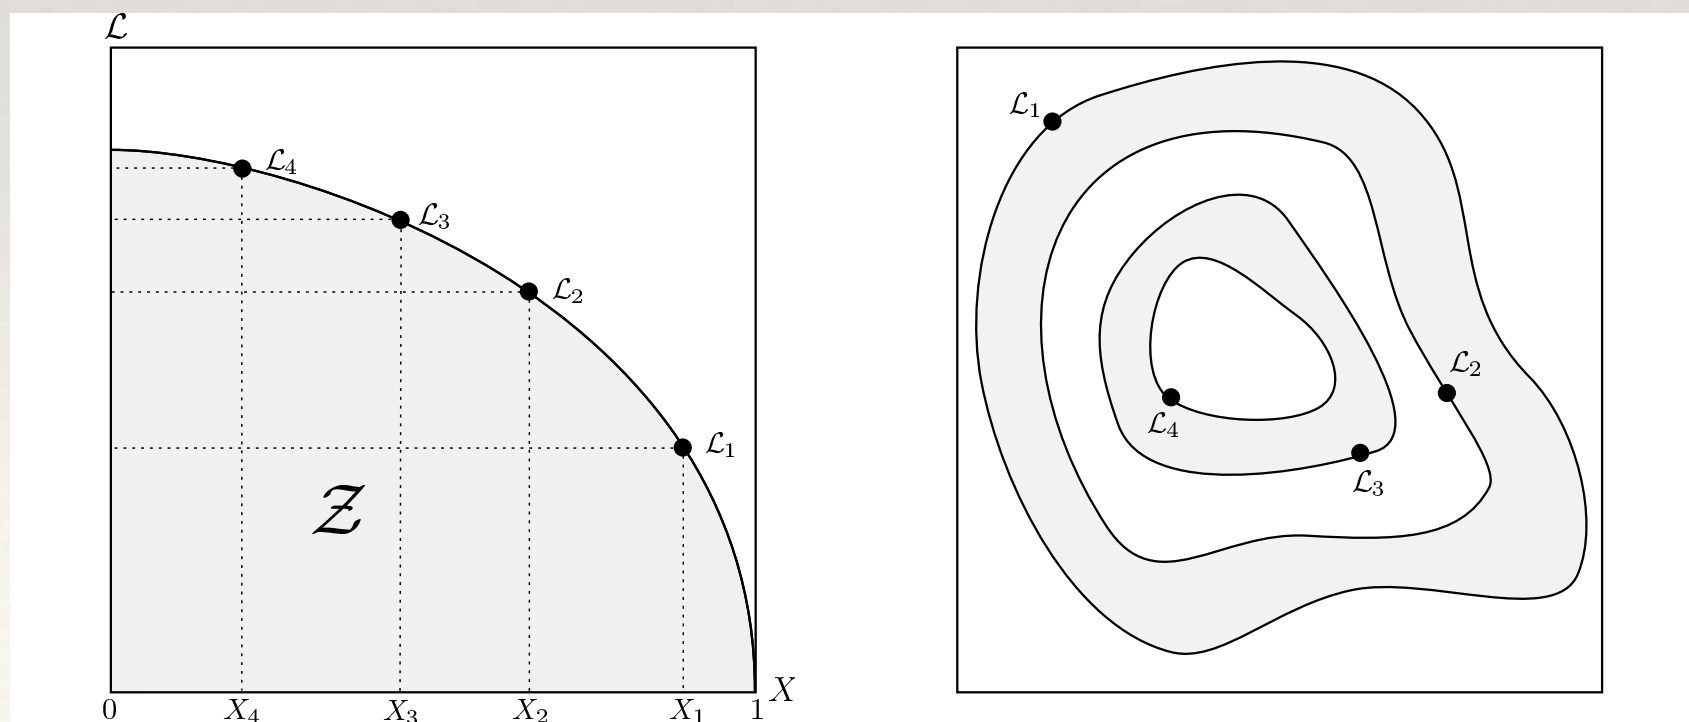 ℒ
ℒ₄
ℒ₃
ℒ₂
ℒ₁
𝒵
0 X₄ X₃ X₂ X₁ 1 X
ℒ₁
ℒ₂
ℒ₄
ℒ₃